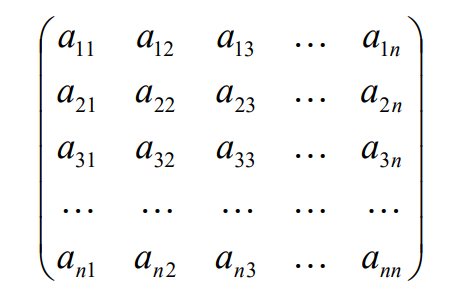 a₁₁ a₁₂ a₁₃ … a₁ₙ
a₂₁ a₂₂ a₂₃ … a₂ₙ
a₃₁ a₃₂ a₃₃ … a₃ₙ
… … … … …
aₙ₁ aₙ₂ aₙ₃ … aₙₙ